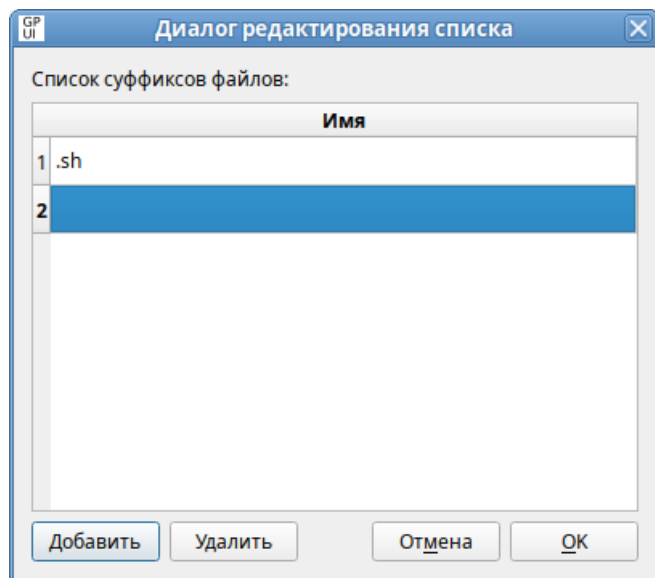 GP
UI
Диалог редактирования списка
Список суффиксов файлов:
Имя
1 .sh
2
Добавить Удалить Отмена OK